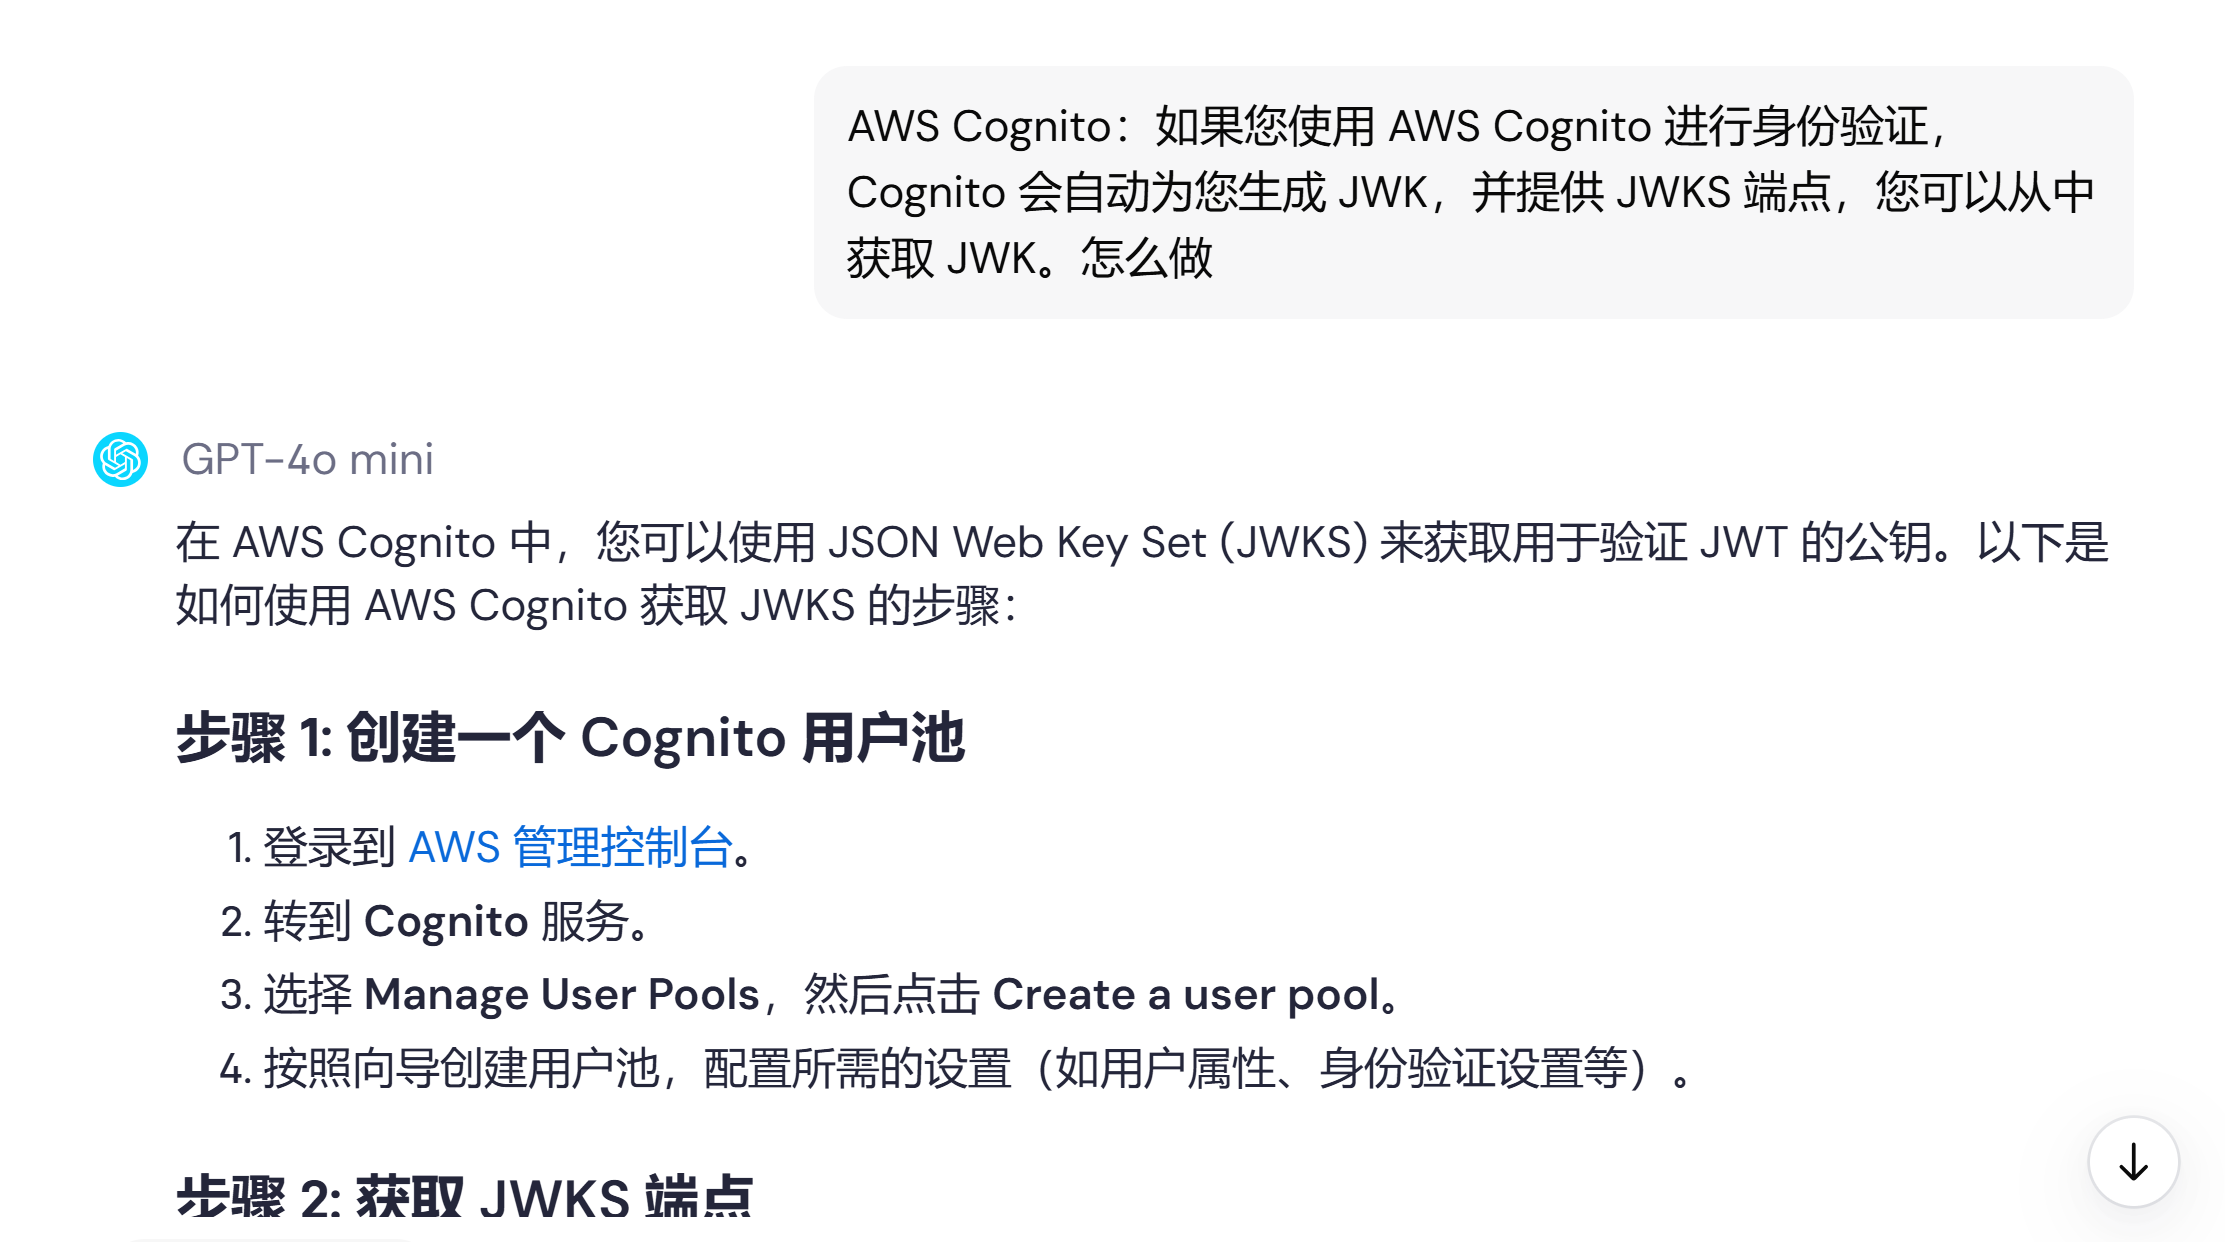 AWS Cognito：如果您使用 AWS Cognito 进行身份验证，
Cognito 会自动为您生成 JWK，并提供 JWKS 端点，您可以从中
获取 JWK。怎么做
GPT-4o mini
在 AWS Cognito 中，您可以使用 JSON Web Key Set (JWKS) 来获取用于验证 JWT 的公钥。以下是
如何使用 AWS Cognito 获取 JWKS 的步骤：
步骤 1: 创建一个 Cognito 用户池
1. 登录到 AWS 管理控制台。
2. 转到 Cognito 服务。
3. 选择 Manage User Pools，然后点击 Create a user pool。
4. 按照向导创建用户池，配置所需的设置（如用户属性、身份验证设置等）。
步骤 2: 获取 JWKS 端点